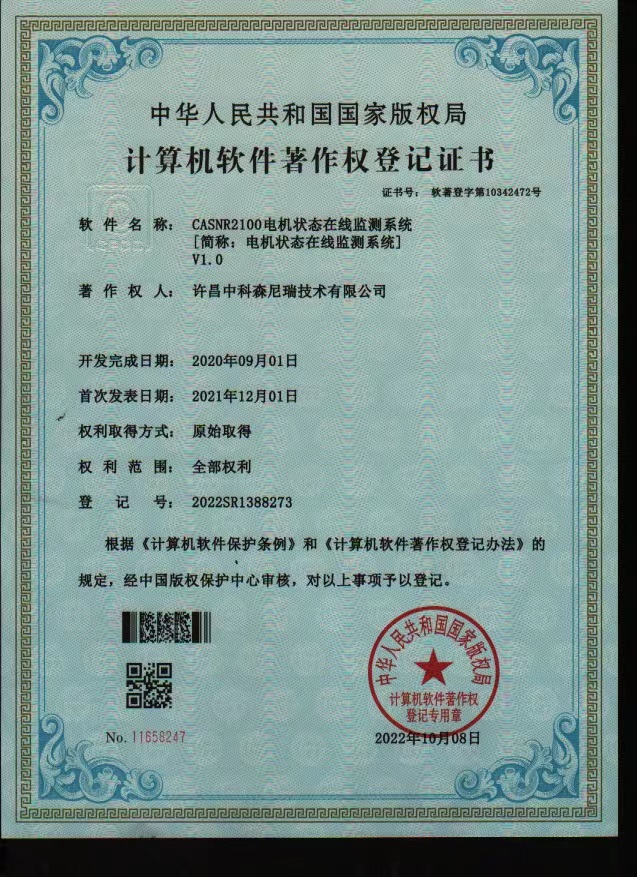 中华人民共和国国家版权局
计算机软件著作权登记证书
证书号： 软著登字第10342472号
软件名称： CASNR2100电机状态在线监测系统
[简称：电机状态在线监测系统]
V1.0
著作权人： 许昌中科森尼瑞技术有限公司
开发完成日期： 2020年09月01日
首次发表日期： 2021年12月01日
权利取得方式： 原始取得
权利范围： 全部权利
登记号： 2022SR1388273
根据《计算机软件保护条例》和《计算机软件著作权登记办法》的
规定，经中国版权保护中心审核，对以上事项予以登记。
中华人民共和国国家版权局
计算机软件著作权
登记专用章
No. 11658247
2022年10月08日